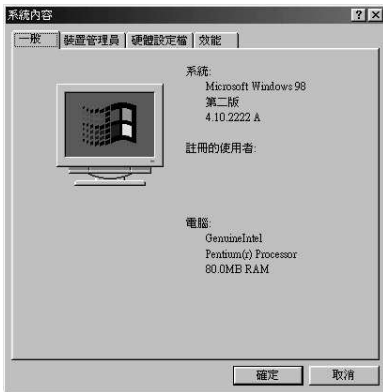 系統內容
一般
裝置管理員
硬體設定檔
效能
系統:
Microsoft Windows 98
第二版
4.10.2222 A
註冊的使用者:
電腦:
GenuineIntel
Pentium(r) Processor
80.0MB RAM
確定
取消